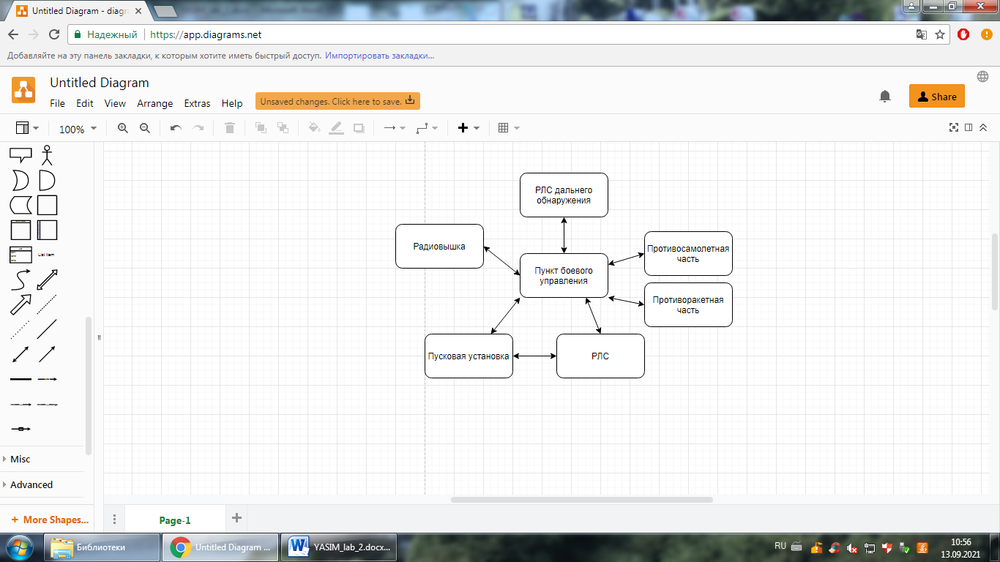 Untitled Diagram - diagr
Надежный
https://app.diagrams.net
Добавляйте на эту панель закладки, к которым хотите иметь быстрый доступ. Импортировать закладки...
Untitled Diagram
File Edit View Arrange Extras Help
Unsaved changes. Click here to save.
Share
100%
List Item
РЛС дальнего
обнаружения
Радиовышка
Противосамолетная
часть
Пункт боевого
управления
Противоракетная
часть
Пусковая установка
РЛС
Misc
Advanced
+ More Shapes...
Page-1
Библиотеки
Untitled Diagram ...
YASIM_lab_2.docx...
RU
10:56
13.09.2021